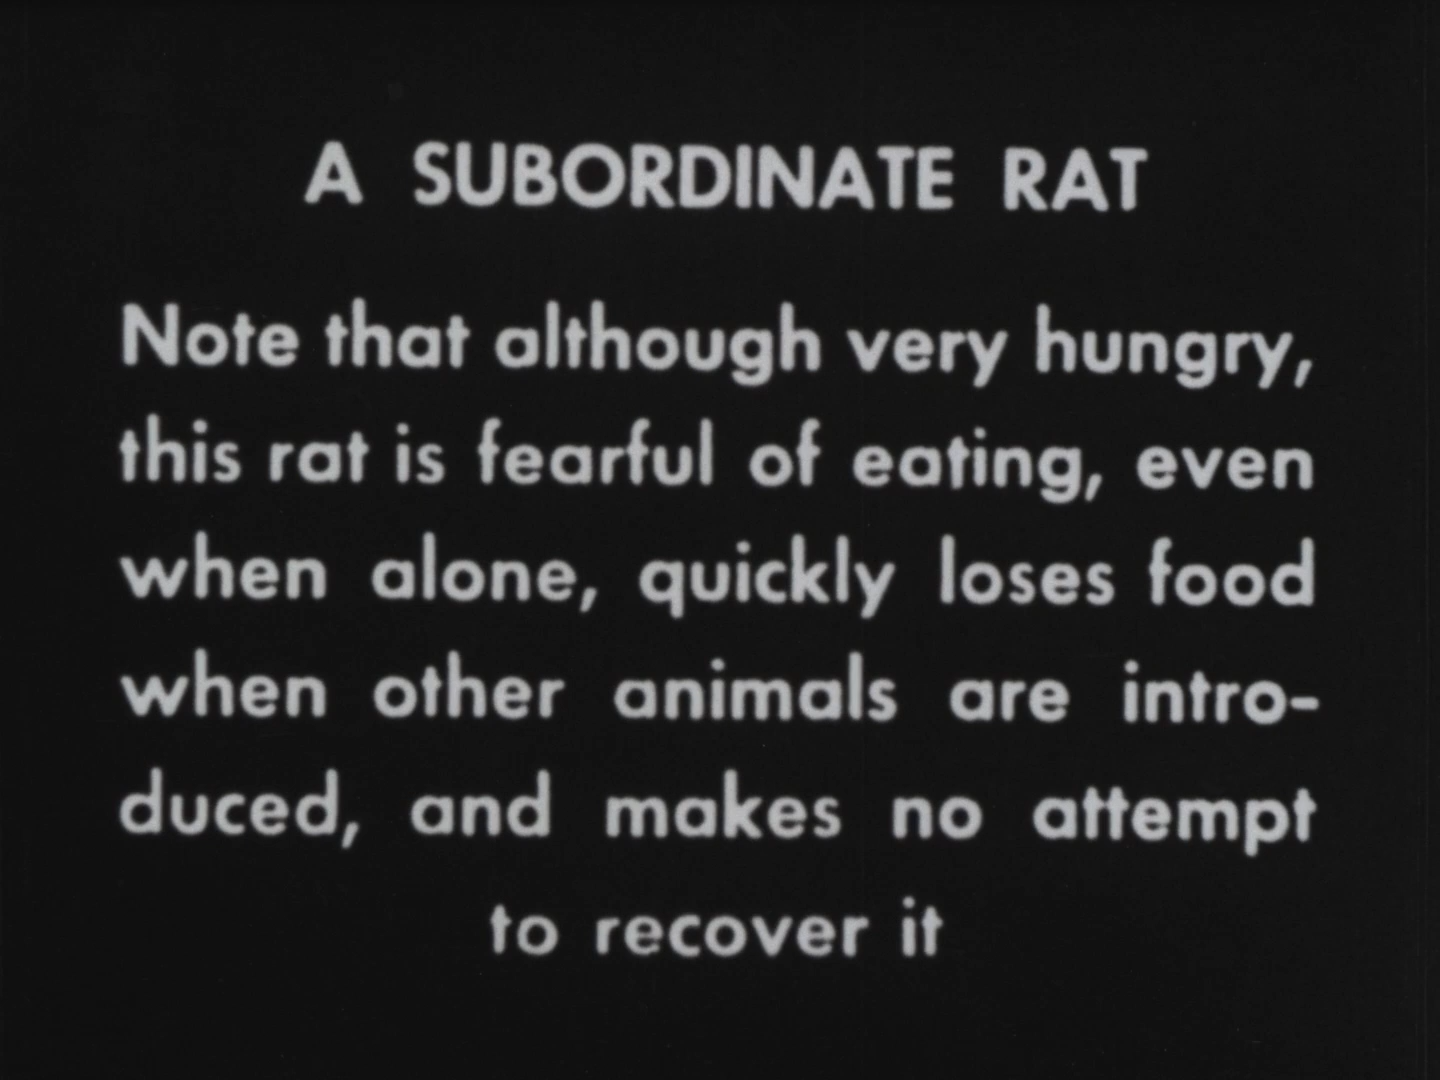 A SUBORDINATE RAT
Note that although very hungry,
this rat is fearful of eating, even
when alone, quickly loses food
when other animals are intro-
duced, and makes no attempt
to recover it